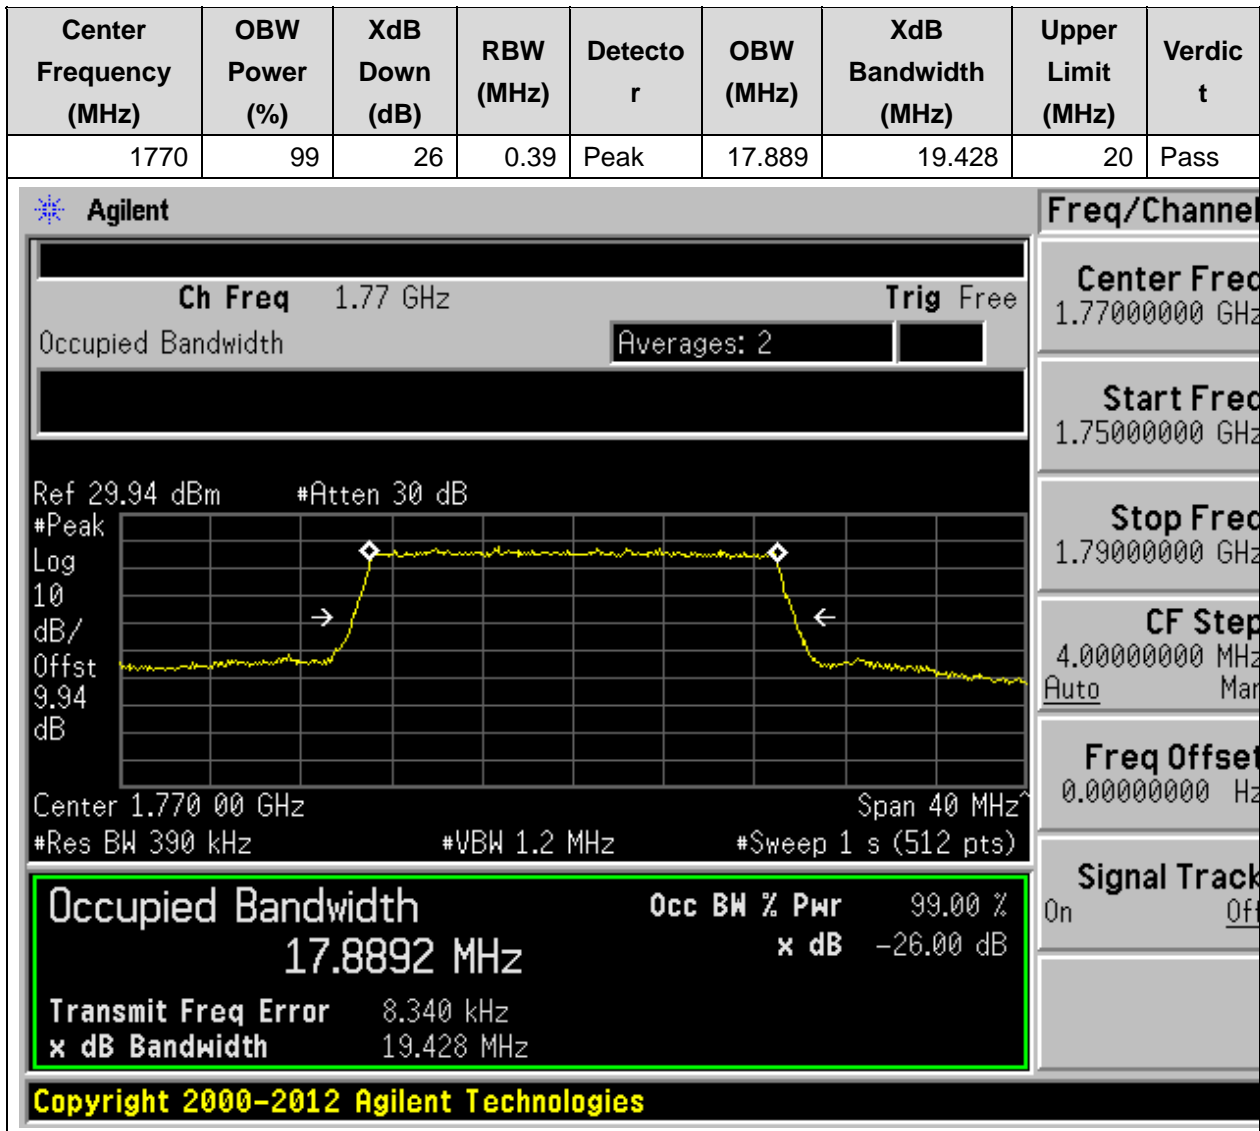 Center Frequency (MHz) OBW Power (%) XdB Down (dB) RBW (MHz) Detecto r OBW (MHz) XdB Bandwidth (MHz) Upper Limit (MHz) Verdic t
1770 99 26 0.39 Peak 17.889 19.428 20 Pass
Agilent
Freq/Channel
Ch Freq 1.77 GHz Trig Free
Occupied Bandwidth Averages: 2
Center Freq
1.77000000 GHz
Start Freq
1.75000000 GHz
Stop Freq
1.79000000 GHz
CF Step
4.00000000 MHz
Auto Man
Freq Offset
0.00000000 Hz
Signal Track
On Off
Ref 29.94 dBm #Atten 30 dB
#Peak
Log
10
dB/
Offst
9.94
dB
Center 1.770 00 GHz Span 40 MHz^
#Res BW 390 kHz #VBW 1.2 MHz #Sweep 1 s (512 pts)
Occupied Bandwidth
17.8892 MHz
Occ BW % Pwr 99.00 %
x dB -26.00 dB
Transmit Freq Error 8.340 kHz
x dB Bandwidth 19.428 MHz
Copyright 2000-2012 Agilent Technologies